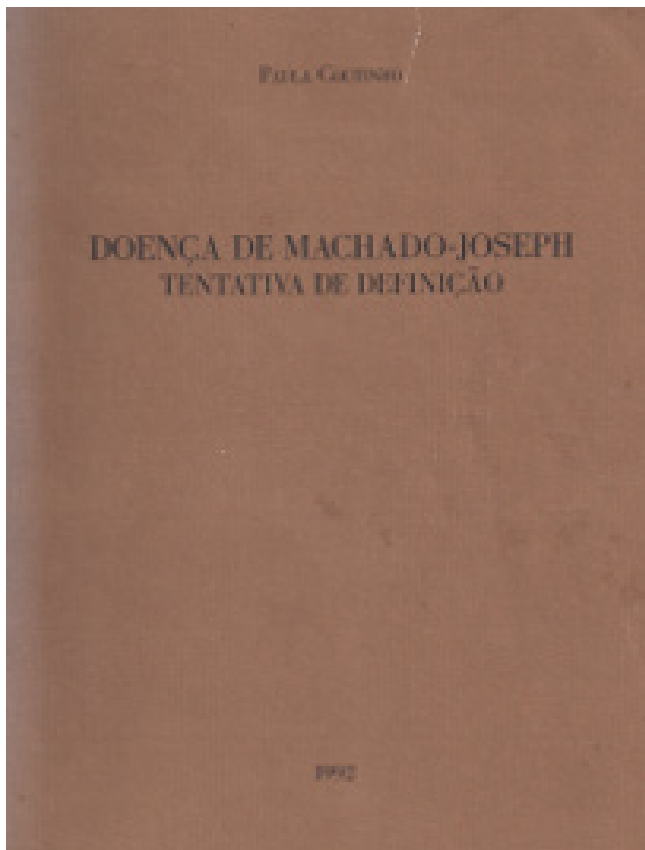 PAULA COUTINHO
DOENÇA DE MACHADO-JOSEPH
TENTATIVA DE DEFINIÇÃO
1992